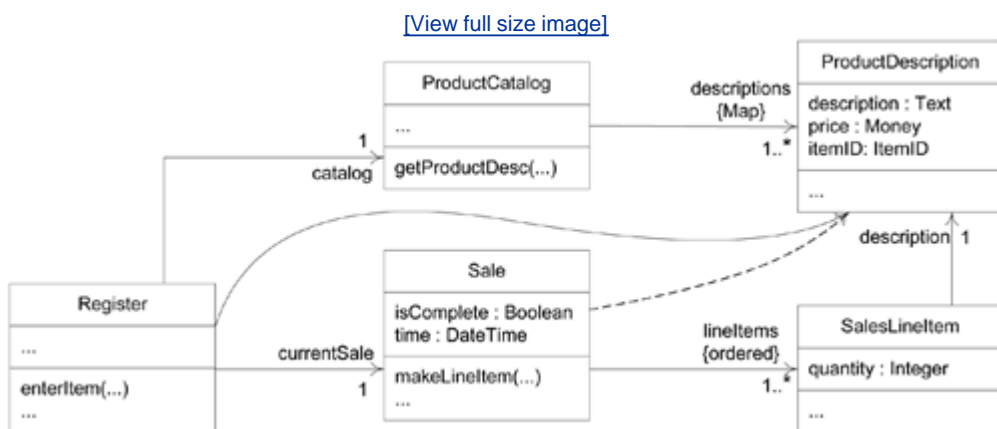 [View full size image]
ProductCatalog
...
getProductDesc(...)
1
catalog
descriptions
{Map}
1..*
ProductDescription
description : Text
price : Money
itemID: ItemID
...
description 1
Register
...
enterItem(...)
...
currentSale
1
Sale
isComplete : Boolean
time : DateTime
makeLineItem(...)
...
lineItems
{ordered}
1..*
SalesLineItem
quantity : Integer
...